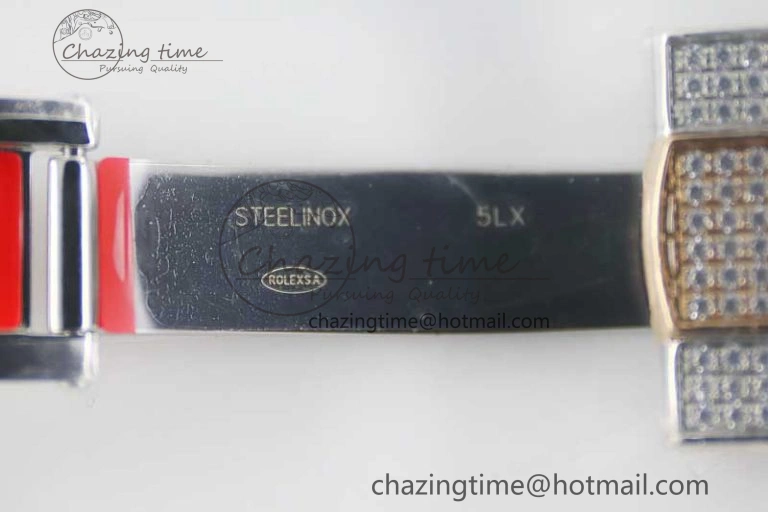 Chazing time
Pursuing Quality
STEELINOX 5LX
Chazing time
ROLEXSA
Pursuing Quality
chazingtime@hotmail.com
chazingtime@hotmail.com